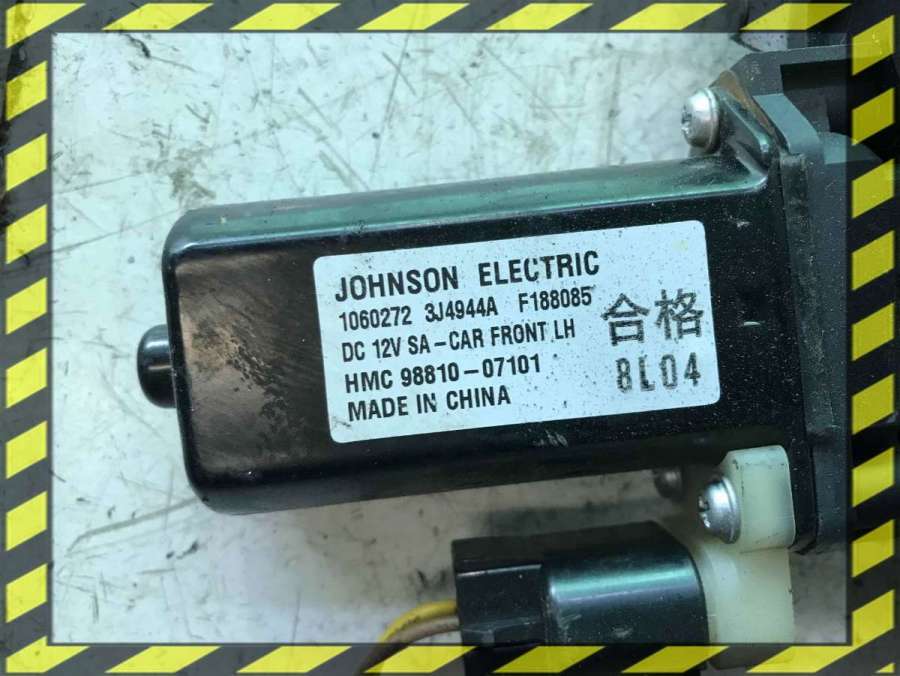 JOHNSON ELECTRIC
1060272 3J4944A F188085
DC 12V SA-CAR FRONT LH
HMC 98810-07101
MADE IN CHINA
合格
8L04